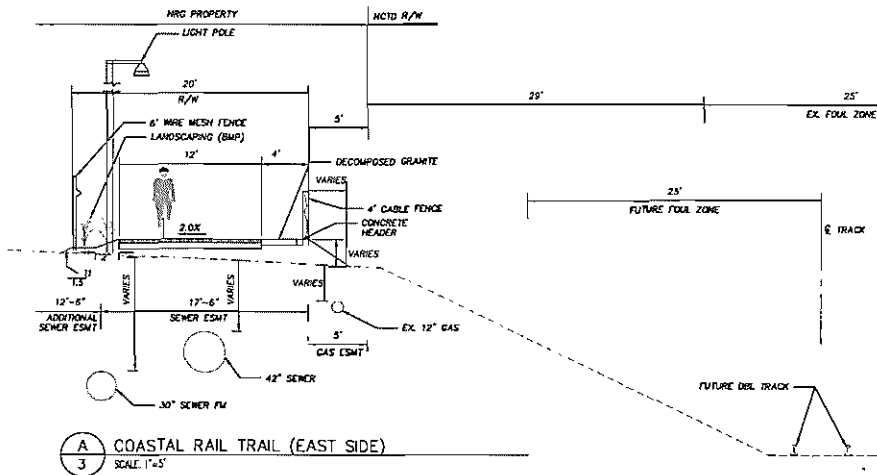 HRG PROPERTY
NCTD R/W
LIGHT POLE
20'
R/W
29'
25'
EX. FOUL ZONE
6' WIRE MESH FENCE
LANDSCAPING (BMP)
5'
12'
4'
DECOMPOSED GRANITE
VARIES
25'
FUTURE FOUL ZONE
4' CABLE FENCE
CONCRETE
HEADER
2.0%
℄ TRACK
VARIES
2'
1
1.5
VARIES
VARIES
VARIES
12'-6"
ADDITIONAL
SEWER ESMT
17'-6"
SEWER ESMT
EX. 12" GAS
5'
GAS ESMT
42" SEWER
30" SEWER FM
FUTURE DBL TRACK
A
3
COASTAL RAIL TRAIL (EAST SIDE)
SCALE: 1"=5'